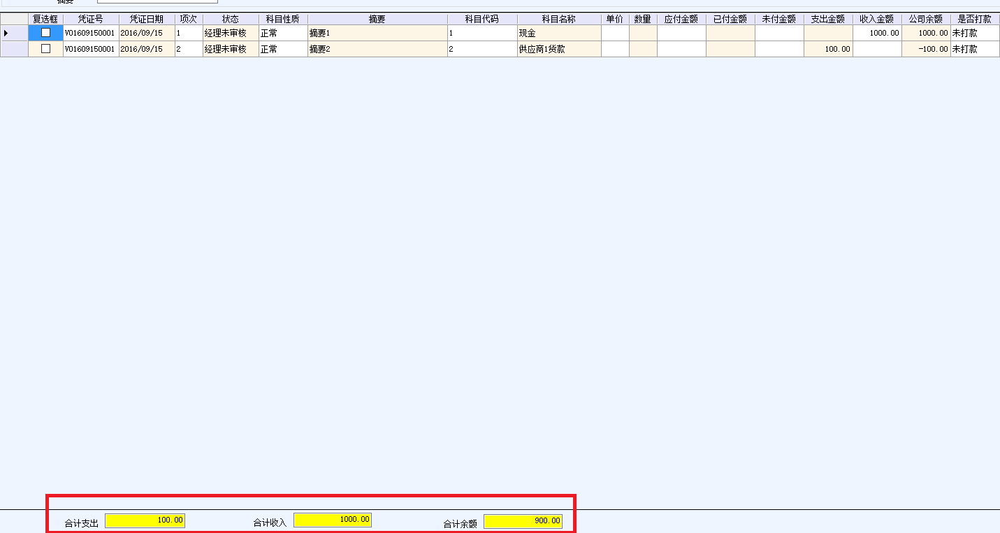 摘要
复选框 凭证号 凭证日期 项次 状态 科目性质 摘要 科目代码 科目名称 单价 数量 应付金额 已付金额 未付金额 支出金额 收入金额 公司余额 是否打款
V01609150001 2016/09/15 1 经理未审核 正常 摘要1 1 现金 1000.00 1000.00 未打款
V01609150001 2016/09/15 2 经理未审核 正常 摘要2 2 供应商1货款 100.00 -100.00 未打款
合计支出 100.00 合计收入 1000.00 合计余额 900.00